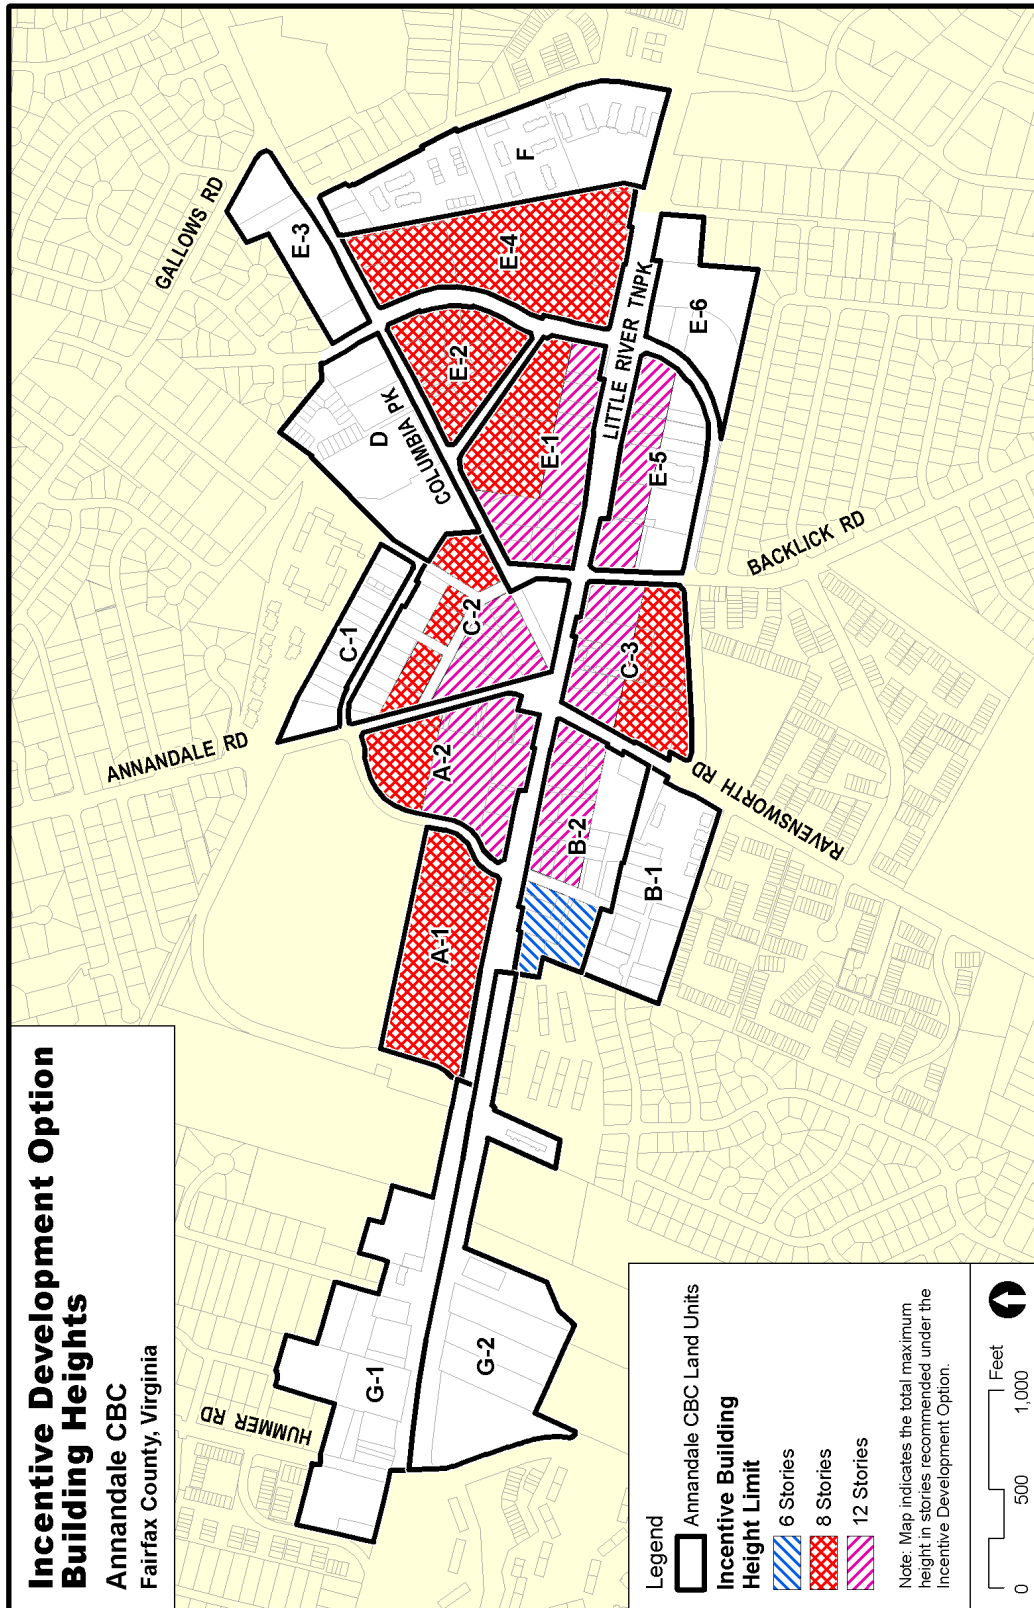 Incentive Development Option
Building Heights
Annandale CBC
Fairfax County, Virginia
HUMMER RD
ANNANDALE RD
GALLOWS RD
COLUMBIA PK
LITTLE RIVER TNPK
BACKLICK RD
RAVENSWORTH RD
G-1
G-2
A-1
A-2
B-1
B-2
C-1
C-2
C-3
D
E-1
E-2
E-3
E-4
E-5
E-6
F
Legend
Annandale CBC Land Units
Incentive Building
Height Limit
6 Stories
8 Stories
12 Stories
Note: Map indicates the total maximum
height in stories recommended under the
Incentive Development Option.
Feet
0 500 1,000